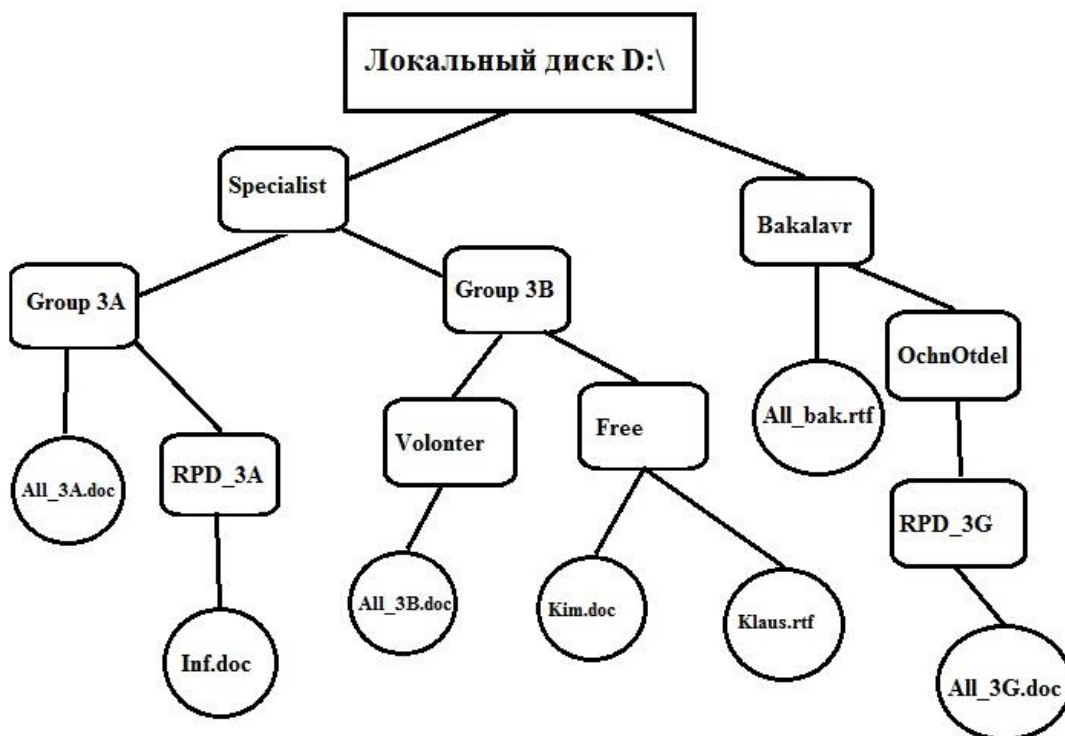 Локальный диск D:\
Specialist
Bakalavr
Group 3A
Group 3B
OchnOtdel
All_bak.rtf
Volonter
Free
All_3A.doc
RPD_3A
RPD_3G
All_3B.doc
Kim.doc
Klaus.rtf
Inf.doc
All_3G.doc